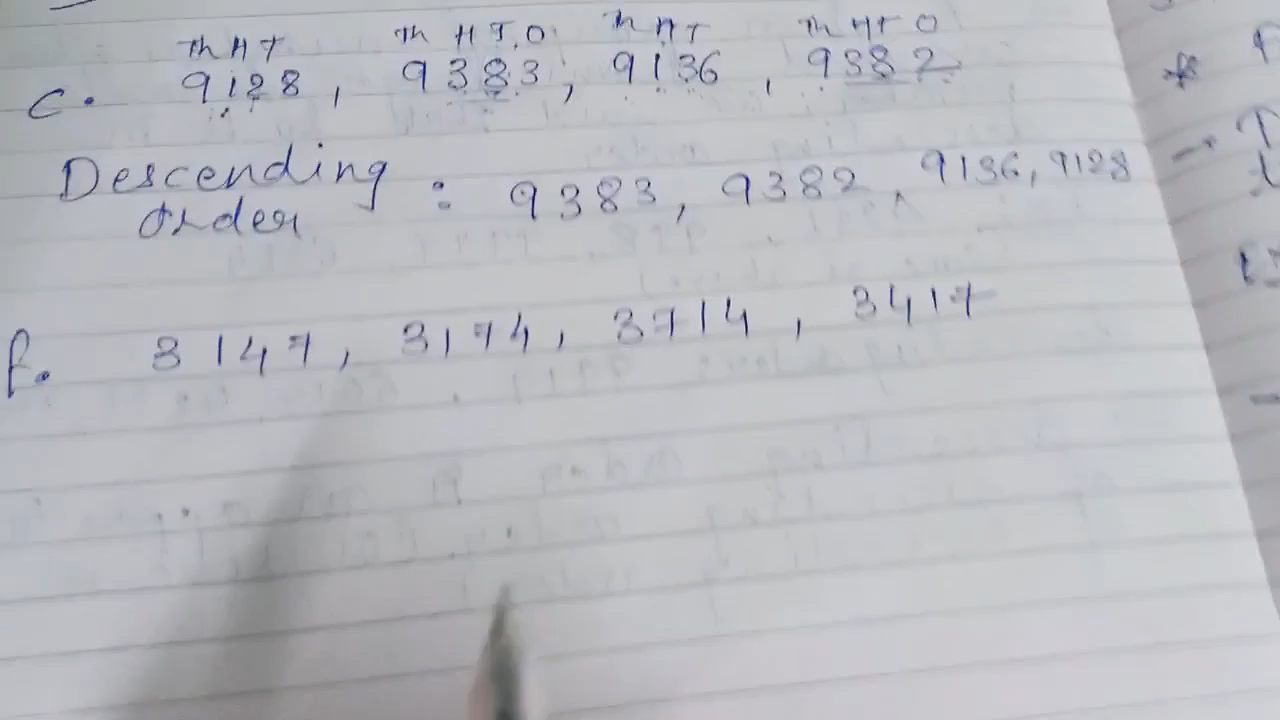 Th H T Th H T O Th H T Th H T O
c. 9128, 9383, 9136, 9382
Descending : 9383, 9382, 9136, 9128
Order
f. 3147, 3174, 3714, 3417